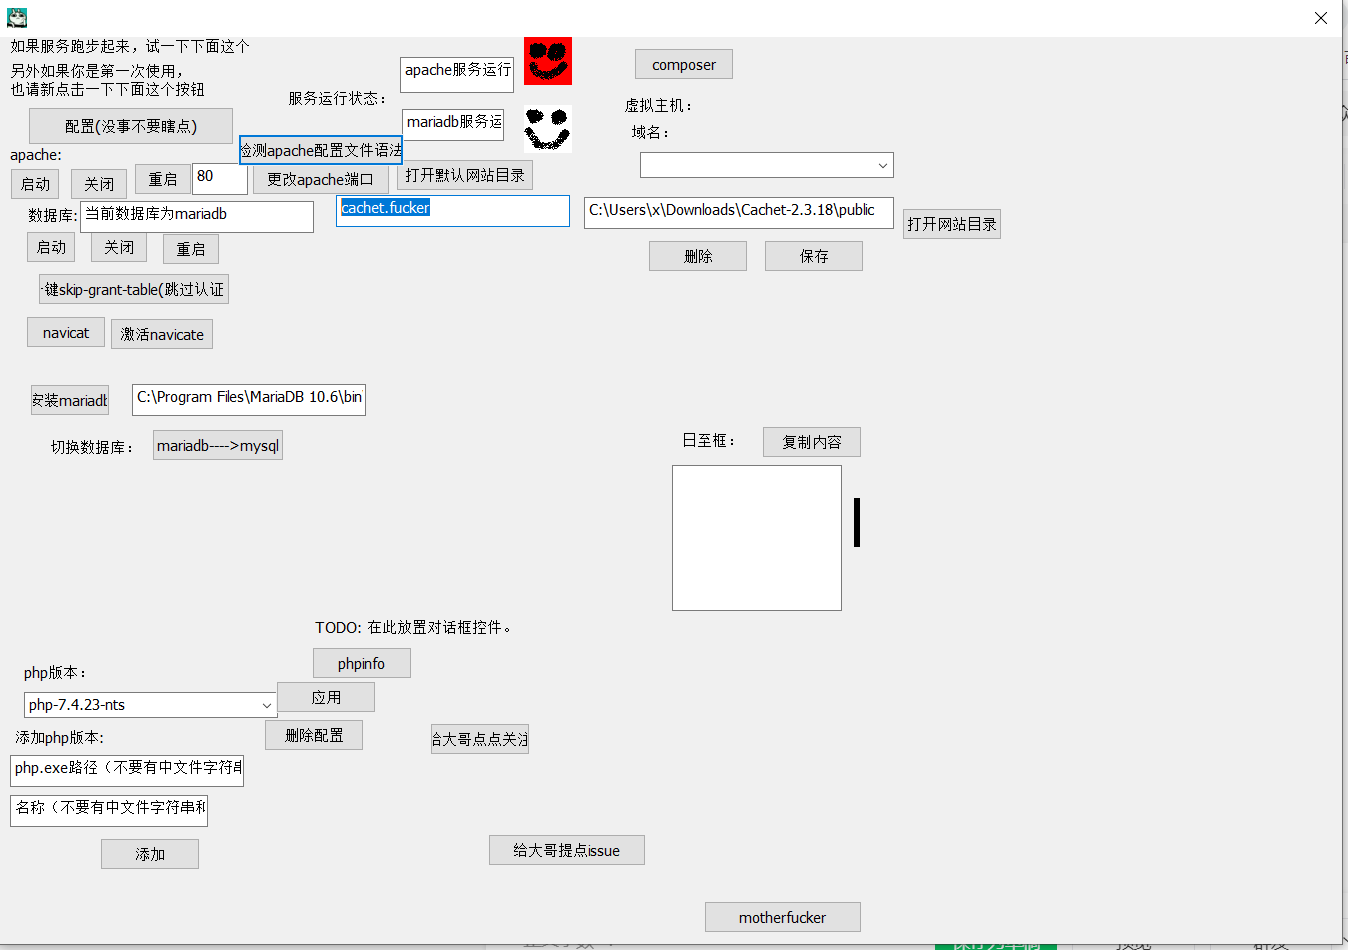 如果服务跑步起来，试一下下面这个
另外如果你是第一次使用，
也请新点击一下下面这个按钮
配置(没事不要瞎点)
服务运行状态：
apache服务运行
mariadb服务运
composer
虚拟主机：
域名：
检测apache配置文件语法
apache:
启动
关闭
重启
80
更改apache端口
打开默认网站目录
数据库:
当前数据库为mariadb
cachet.fucker
C:\Users\x\Downloads\Cachet-2.3.18\public
打开网站目录
启动
关闭
重启
删除
保存
键skip-grant-table(跳过认证
navicat
激活navicate
安装mariadb
C:\Program Files\MariaDB 10.6\bin
切换数据库：
mariadb---->mysql
日至框：
复制内容
TODO: 在此放置对话框控件。
phpinfo
php版本：
php-7.4.23-nts
应用
添加php版本:
删除配置
给大哥点点关注
php.exe路径（不要有中文件字符串
名称（不要有中文件字符串和
添加
给大哥提点issue
motherfucker